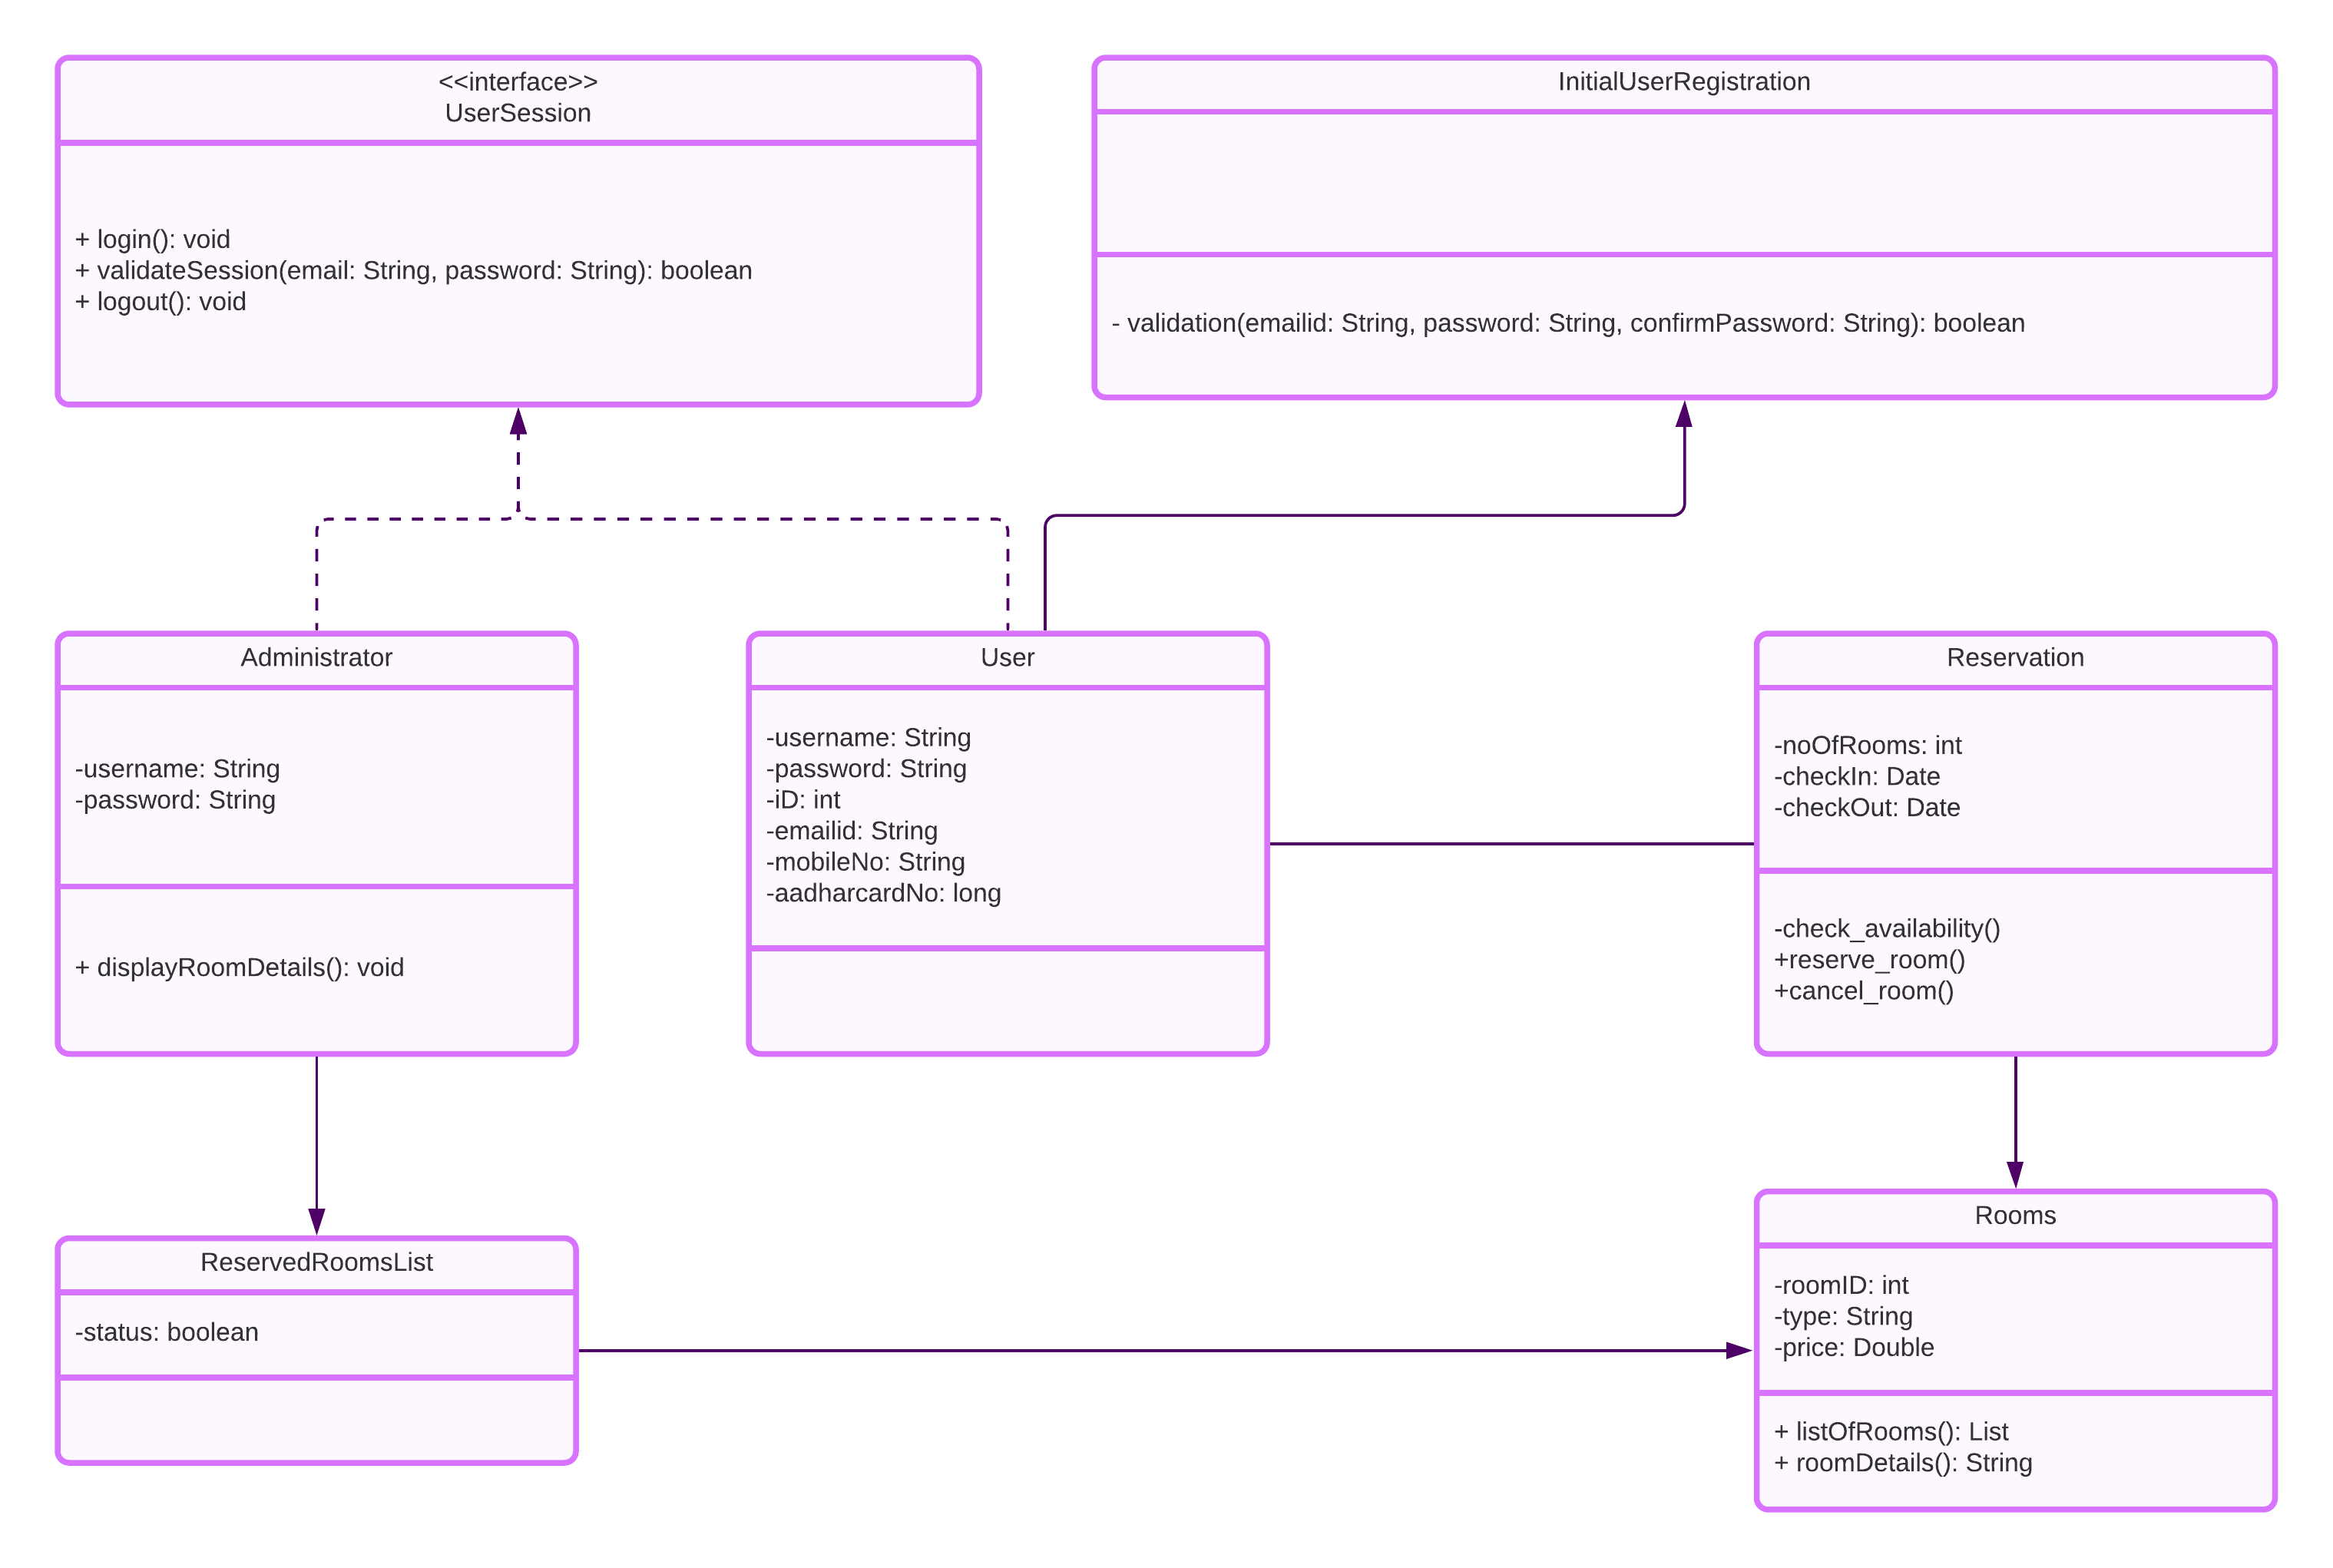 <<interface>>
UserSession
+ login(): void
+ validateSession(email: String, password: String): boolean
+ logout(): void
InitialUserRegistration
- validation(emailid: String, password: String, confirmPassword: String): boolean
Administrator
-username: String
-password: String
+ displayRoomDetails(): void
User
-username: String
-password: String
-iD: int
-emailid: String
-mobileNo: String
-aadharcardNo: long
Reservation
-noOfRooms: int
-checkIn: Date
-checkOut: Date
-check_availability()
+reserve_room()
+cancel_room()
ReservedRoomsList
-status: boolean
Rooms
-roomID: int
-type: String
-price: Double
+ listOfRooms(): List
+ roomDetails(): String